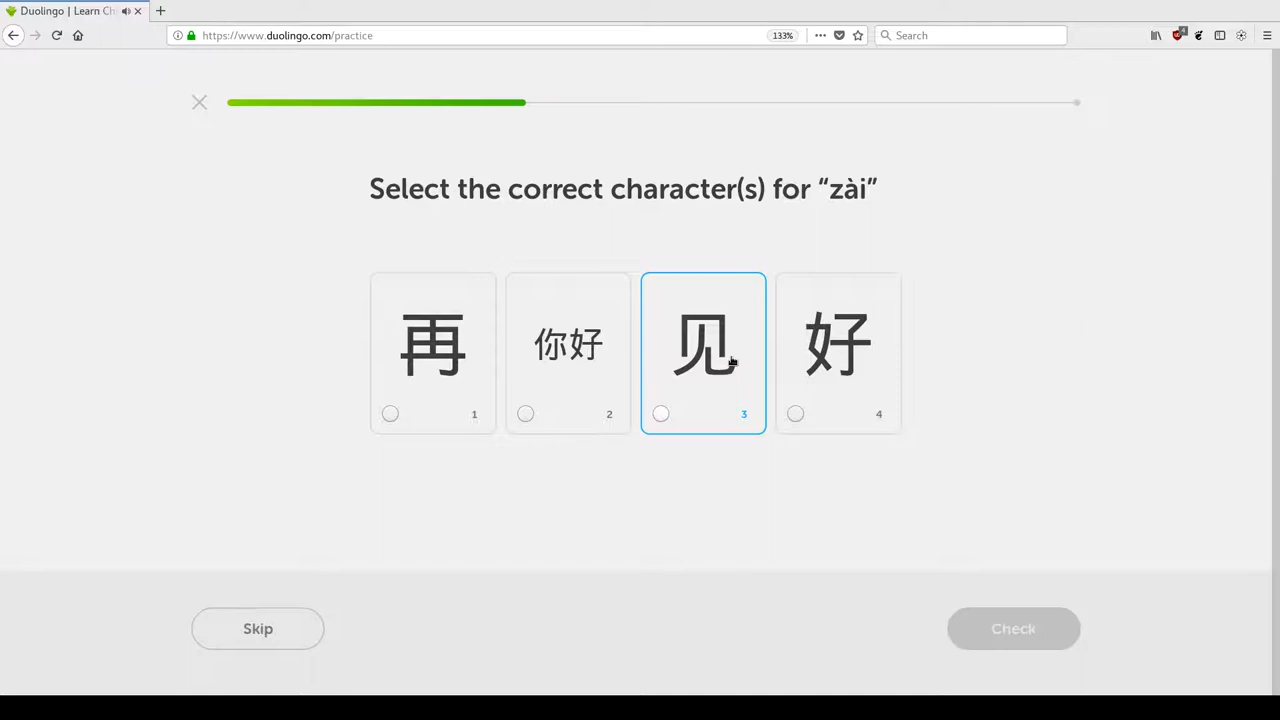 Duolingo | Learn Ch
https://www.duolingo.com/practice
133%
Search
4
Select the correct character(s) for “zài”
再
你好
见
好
1
2
3
4
Skip
Check